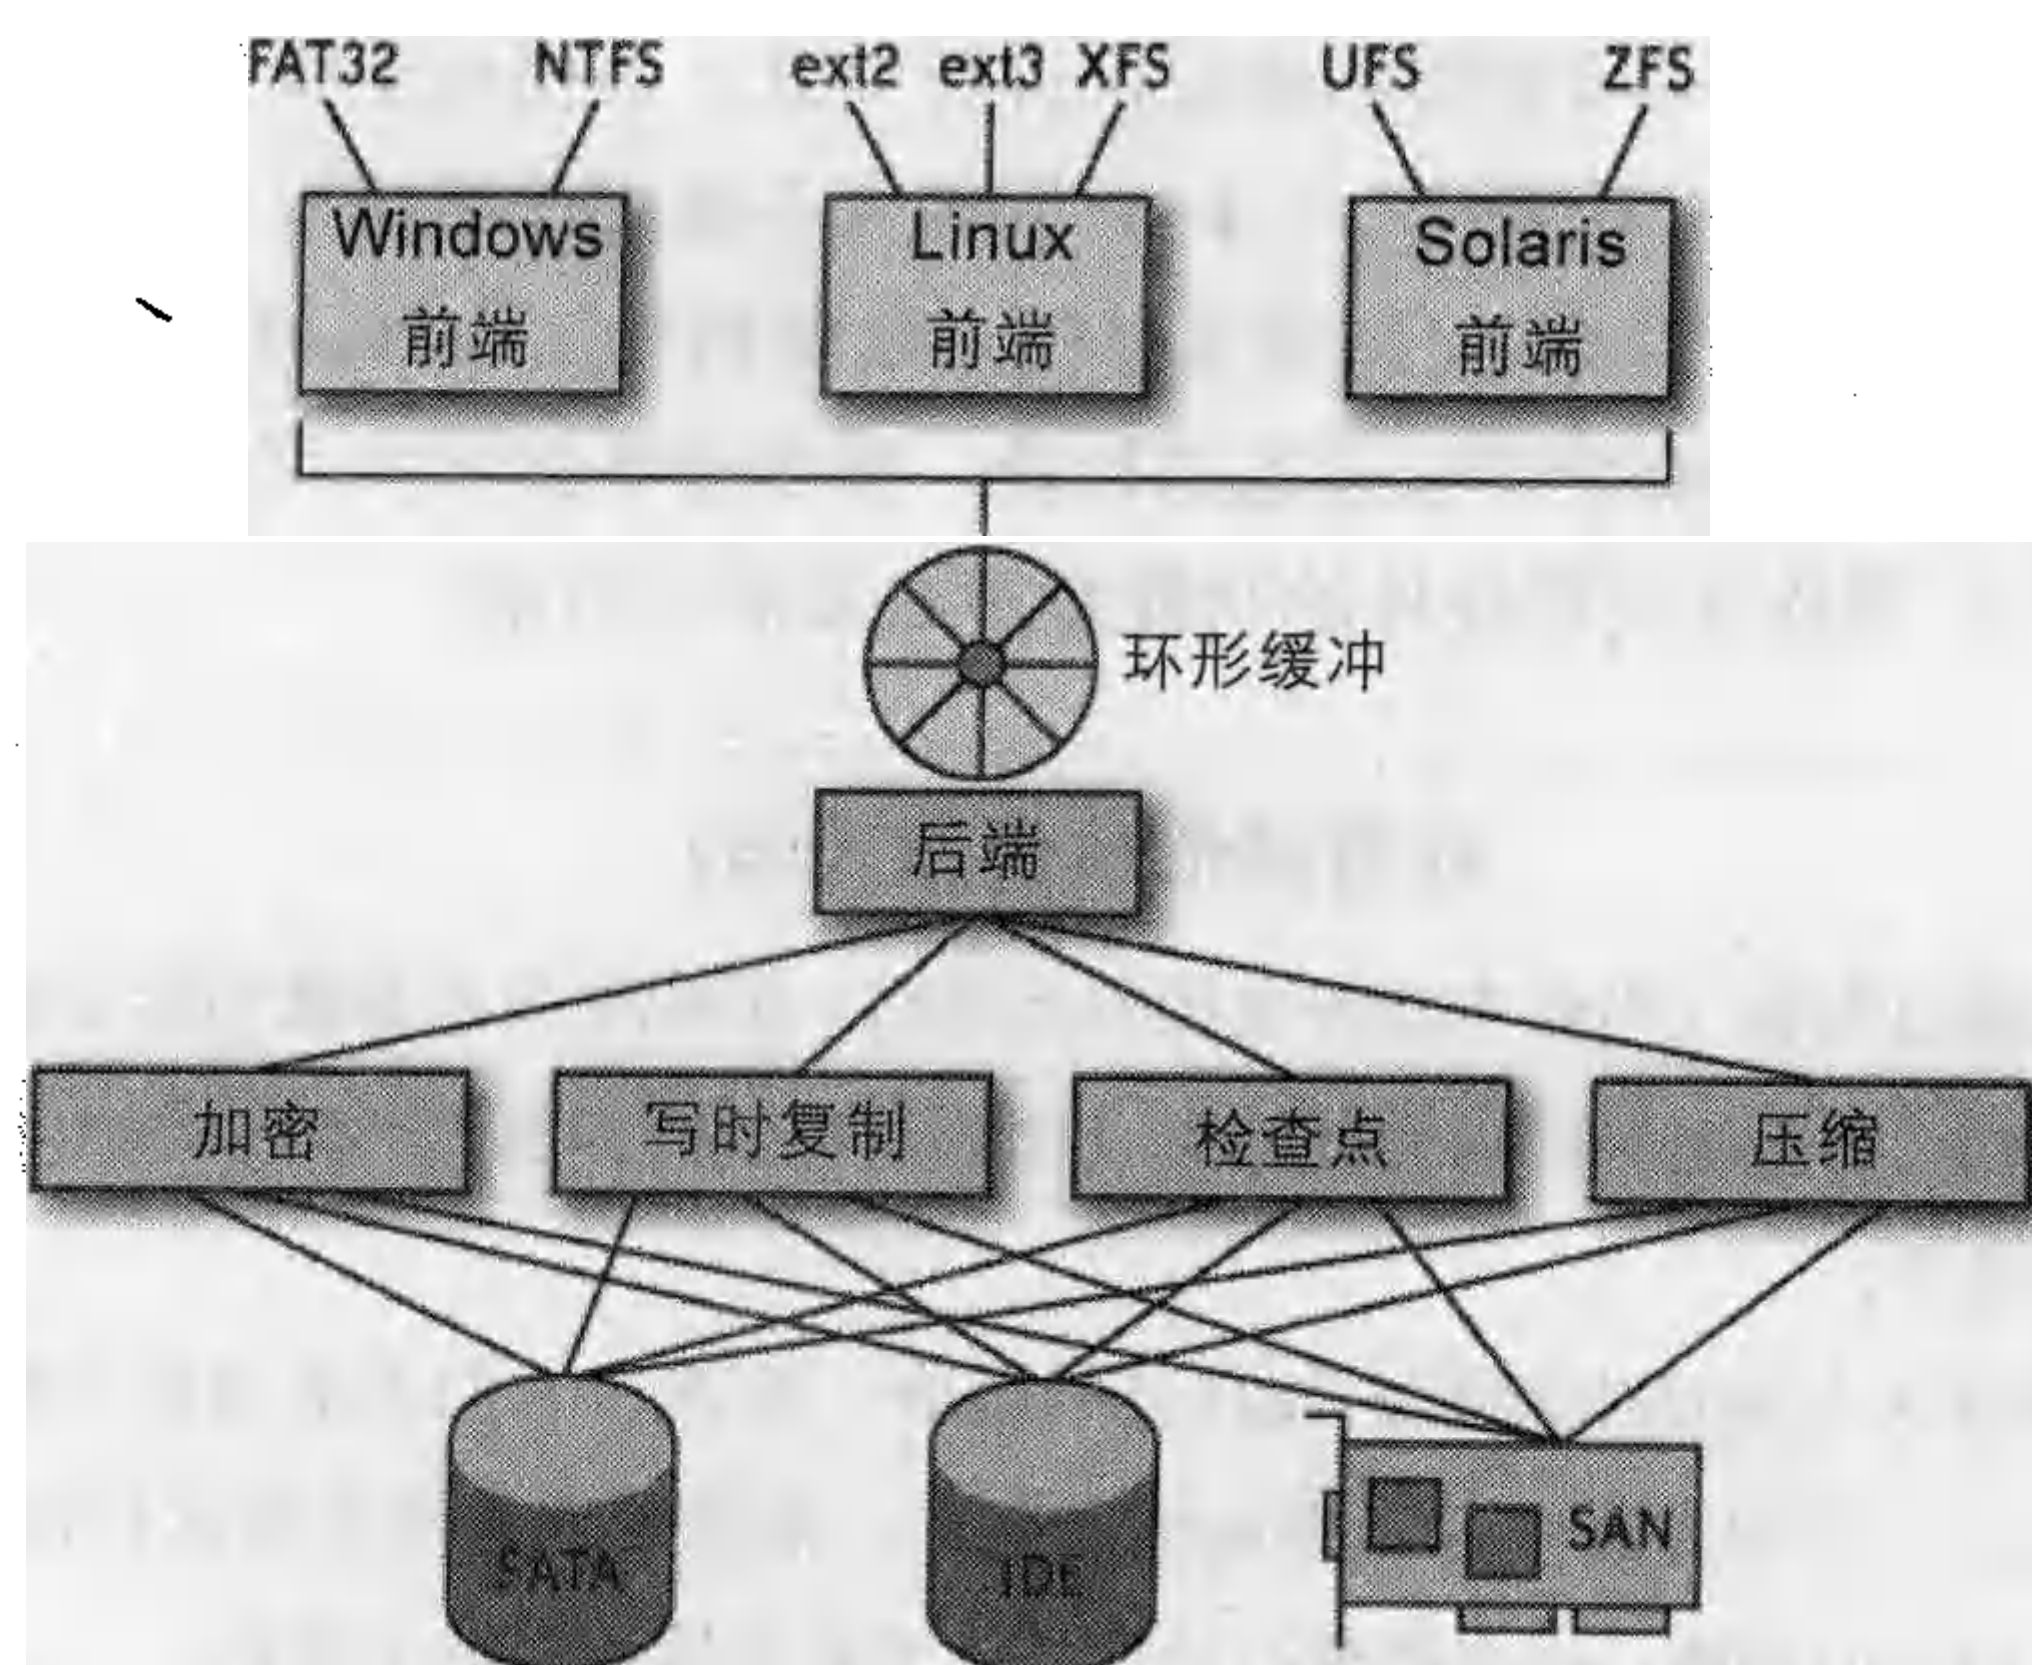 FAT32 NTFS ext2 ext3 XFS UFS ZFS
Windows 前端
Linux 前端
Solaris 前端
环形缓冲
后端
加密 写时复制 检查点 压缩
SATA IDE SAN